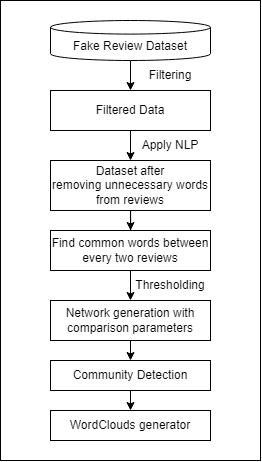 Fake Review Dataset
Filtering
Filtered Data
Apply NLP
Dataset after
removing unnecessary words
from reviews
Find common words between
every two reviews
Thresholding
Network generation with
comparison parameters
Community Detection
WordClouds generator